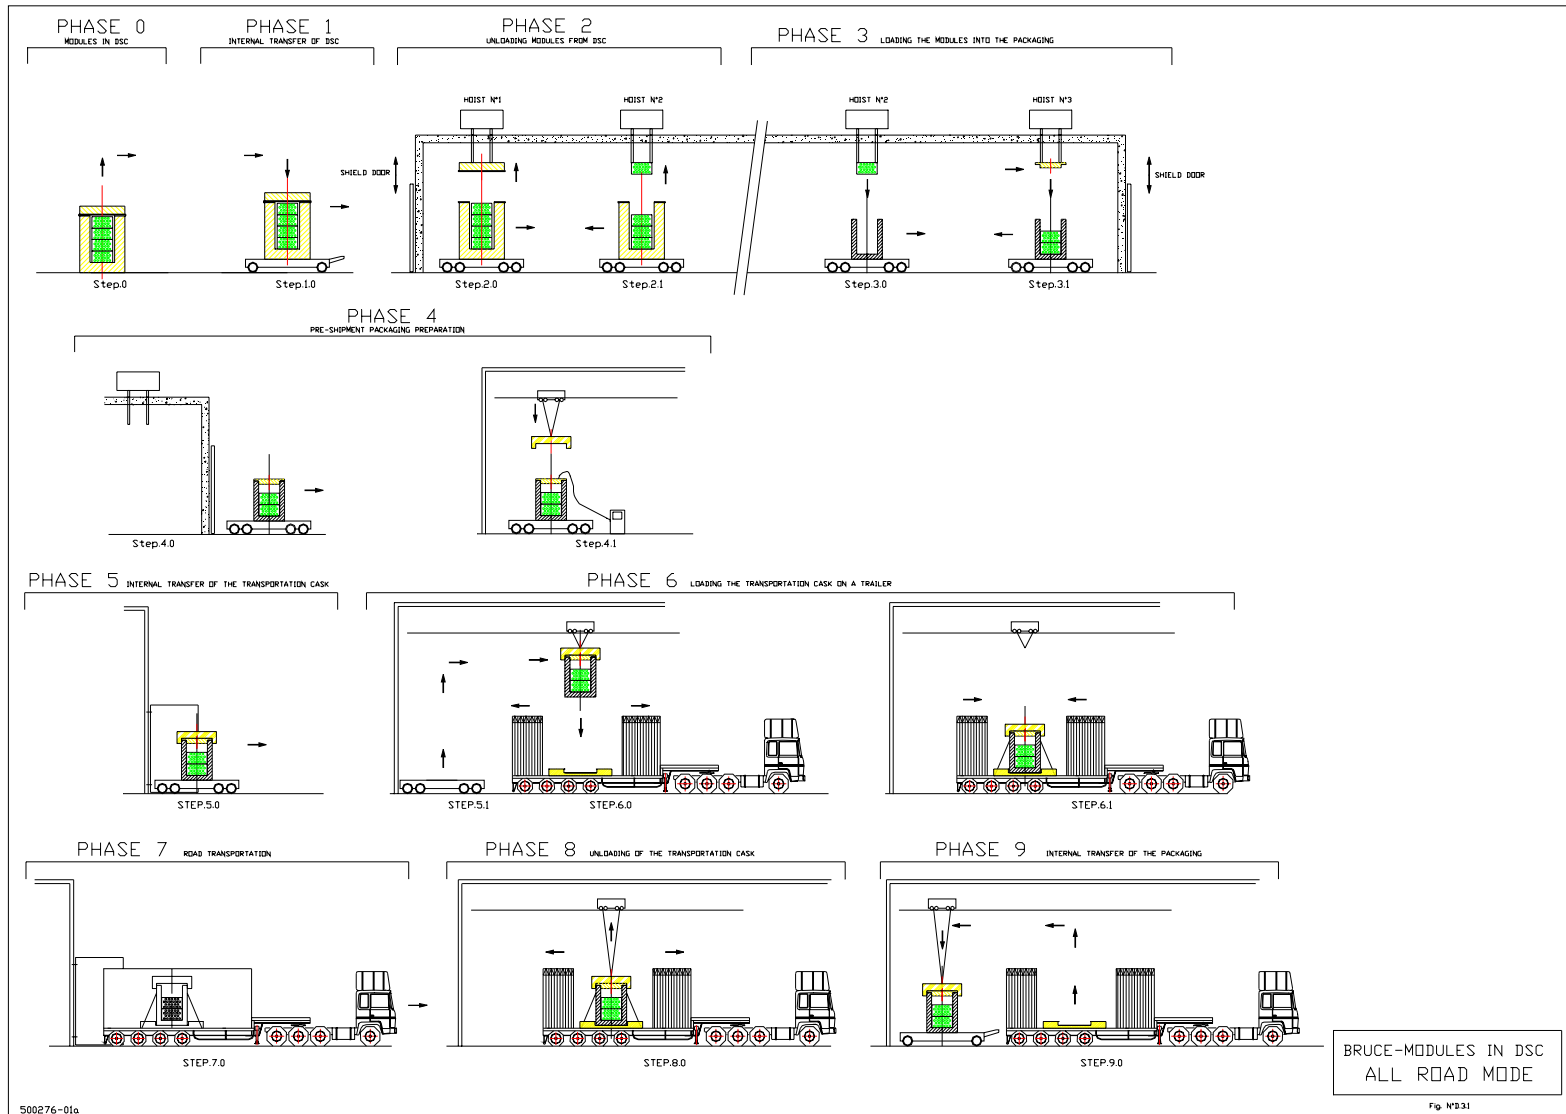 PHASE 0
MODULES IN DSC
PHASE 1
INTERNAL TRANSFER OF DSC
PHASE 2
UNLOADING MODULES FROM DSC
PHASE 3 LOADING THE MODULES INTO THE PACKAGING
HOIST N°1
HOIST N°2
HOIST N°2
HOIST N°3
SHIELD DOOR
SHIELD DOOR
Step.0
Step.1.0
Step.2.0
Step.2.1
Step.3.0
Step.3.1
PHASE 4
PRE-SHIPMENT PACKAGING PREPARATION
Step.4.0
Step.4.1
PHASE 5 INTERNAL TRANSFER OF THE TRANSPORTATION CASK
PHASE 6 LOADING THE TRANSPORTATION CASK ON A TRAILER
STEP.5.0
STEP.5.1
STEP.6.0
STEP.6.1
PHASE 7 ROAD TRANSPORTATION
PHASE 8 UNLOADING OF THE TRANSPORTATION CASK
PHASE 9 INTERNAL TRANSFER OF THE PACKAGING
STEP.7.0
STEP.8.0
STEP.9.0
BRUCE-MODULES IN DSC
ALL ROAD MODE
Fig. N°D.3.1
500276-01a